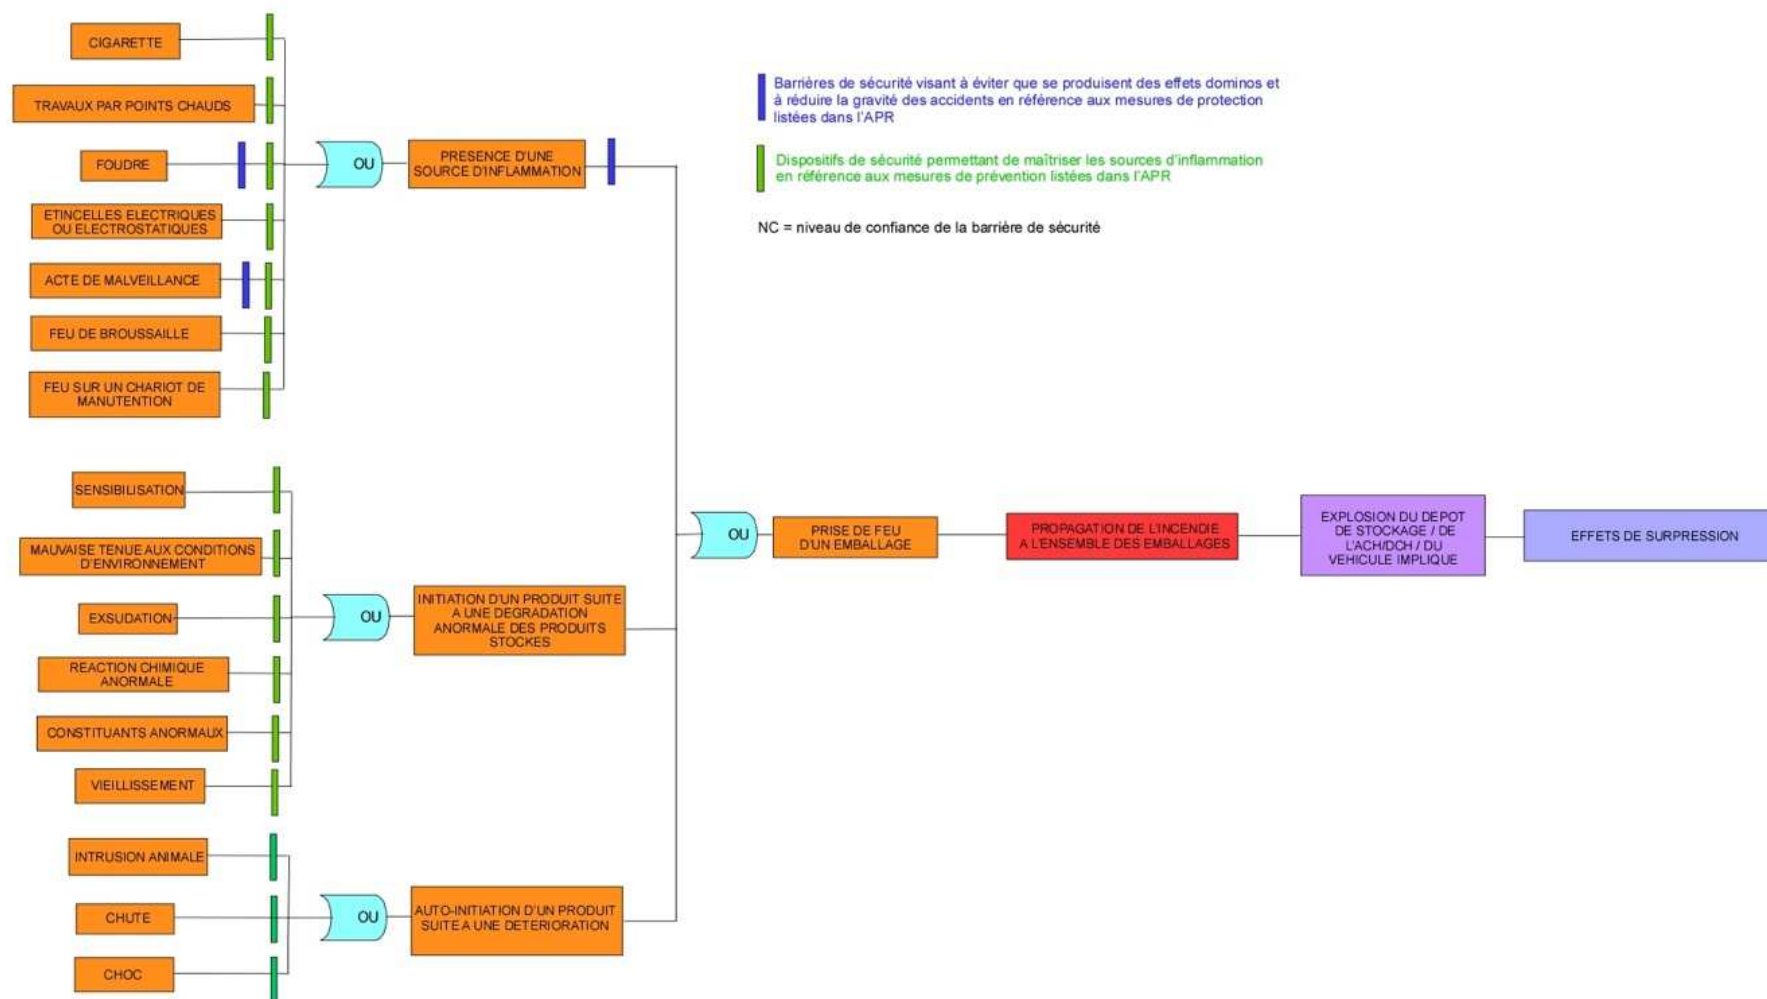 CIGARETTE
TRAVAUX PAR POINTS CHAUDS
FOUDRE
ETINCELLES ELECTRIQUES
OU ELECTROSTATIQUES
ACTE DE MALVEILLANCE
FEU DE BROUSSAILLE
FEU SUR UN CHARIOT DE
MANUTENTION
OU
PRESENCE D'UNE
SOURCE D'INFLAMMATION
Barrières de sécurité visant à éviter que se produisent des effets dominos et
à réduire la gravité des accidents en référence aux mesures de protection
listées dans l'APR
Dispositifs de sécurité permettant de maîtriser les sources d'inflammation
en référence aux mesures de prévention listées dans l'APR
NC = niveau de confiance de la barrière de sécurité
SENSIBILISATION
MAUVAISE TENUE AUX CONDITIONS
D'ENVIRONNEMENT
EXSUDATION
REACTION CHIMIQUE
ANORMALE
CONSTITUANTS ANORMAUX
VIEILLISSEMENT
OU
INITIATION D'UN PRODUIT SUITE
A UNE DEGRADATION
ANORMALE DES PRODUITS
STOCKES
INTRUSION ANIMALE
CHUTE
CHOC
OU
AUTO-INITIATION D'UN PRODUIT
SUITE A UNE DETERIORATION
OU
PRISE DE FEU
D'UN EMBALLAGE
PROPAGATION DE L'INCENDIE
A L'ENSEMBLE DES EMBALLAGES
EXPLOSION DU DEPOT
DE STOCKAGE / DE
L'ACH/DCH / DU
VEHICULE IMPLIQUE
EFFETS DE SURPRESSION